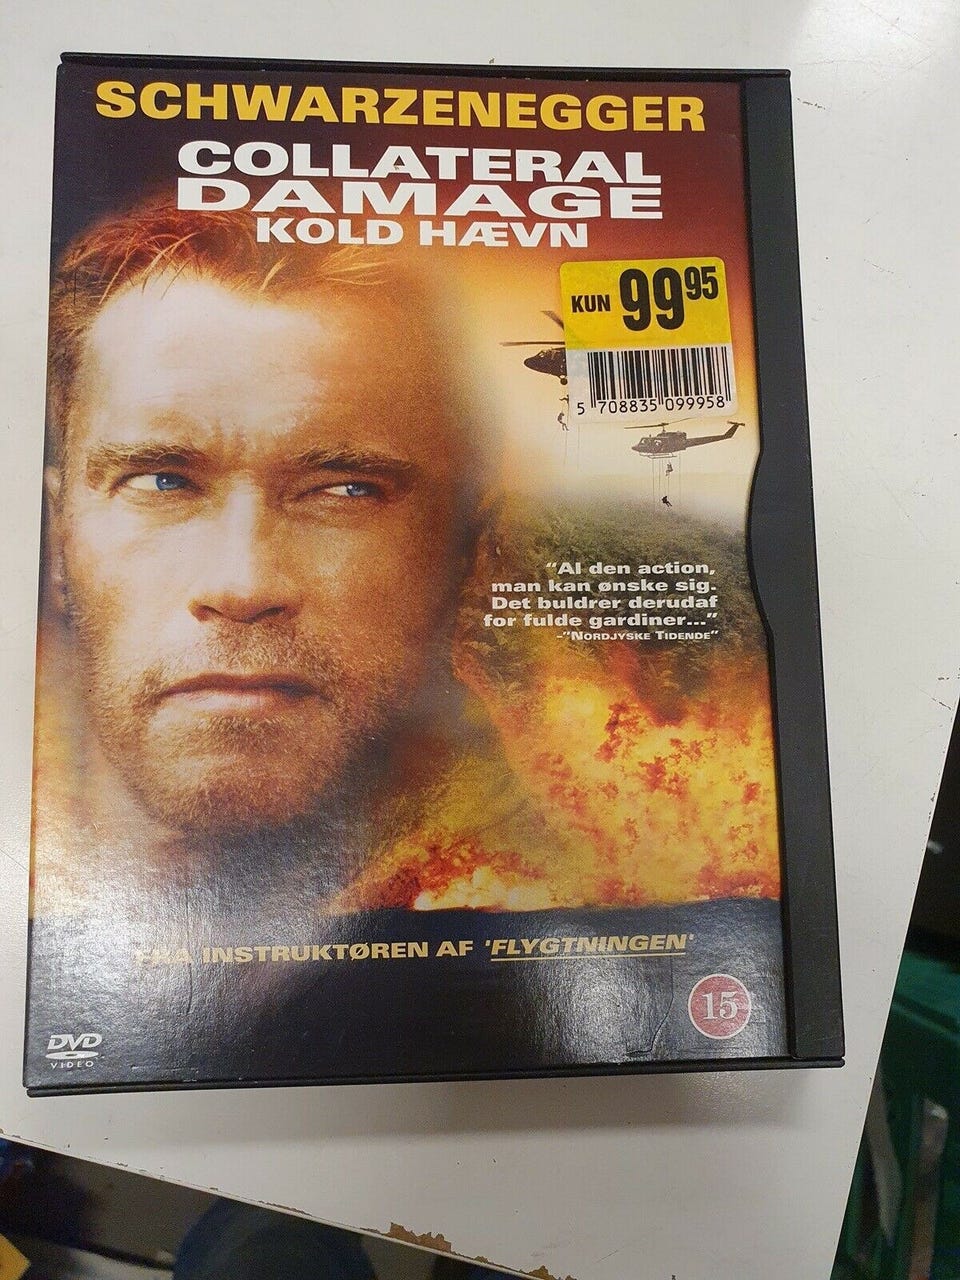 SCHWARZENEGGER
COLLATERAL
DAMAGE
KOLD HÆVN
KUN 99 95
5 708835 099958
"Al den action,
man kan ønske sig.
Det buldrer derudaf
for fulde gardiner..."
-"NORDJYSKE TIDENDE"
FRA INSTRUKTØREN AF 'FLYGTNINGEN'
15
DVD
VIDEO